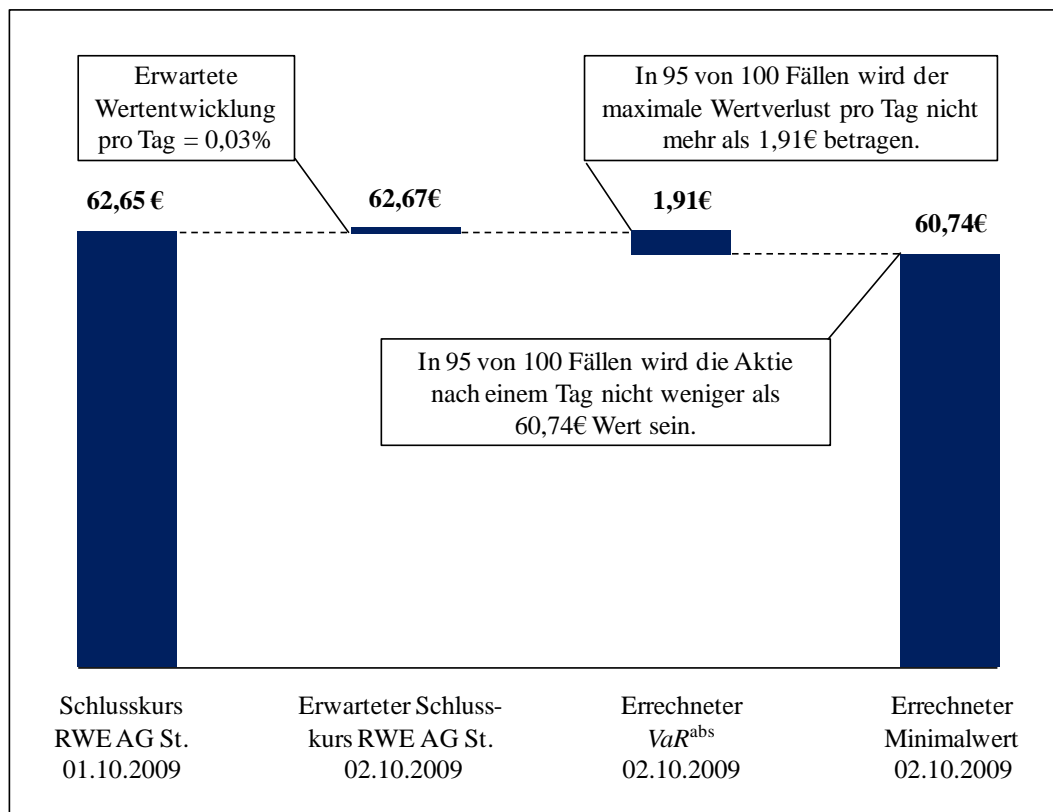 Erwartete
Wertentwicklung
pro Tag = 0,03%
In 95 von 100 Fällen wird der
maximale Wertverlust pro Tag nicht
mehr als 1,91€ betragen.
62,65 €
62,67€
1,91€
60,74€
In 95 von 100 Fällen wird die Aktie
nach einem Tag nicht weniger als
60,74€ Wert sein.
Schlusskurs
RWE AG St.
01.10.2009
Erwarteter Schluss-
kurs RWE AG St.
02.10.2009
Errechneter
VaRabs
02.10.2009
Errechneter
Minimalwert
02.10.2009